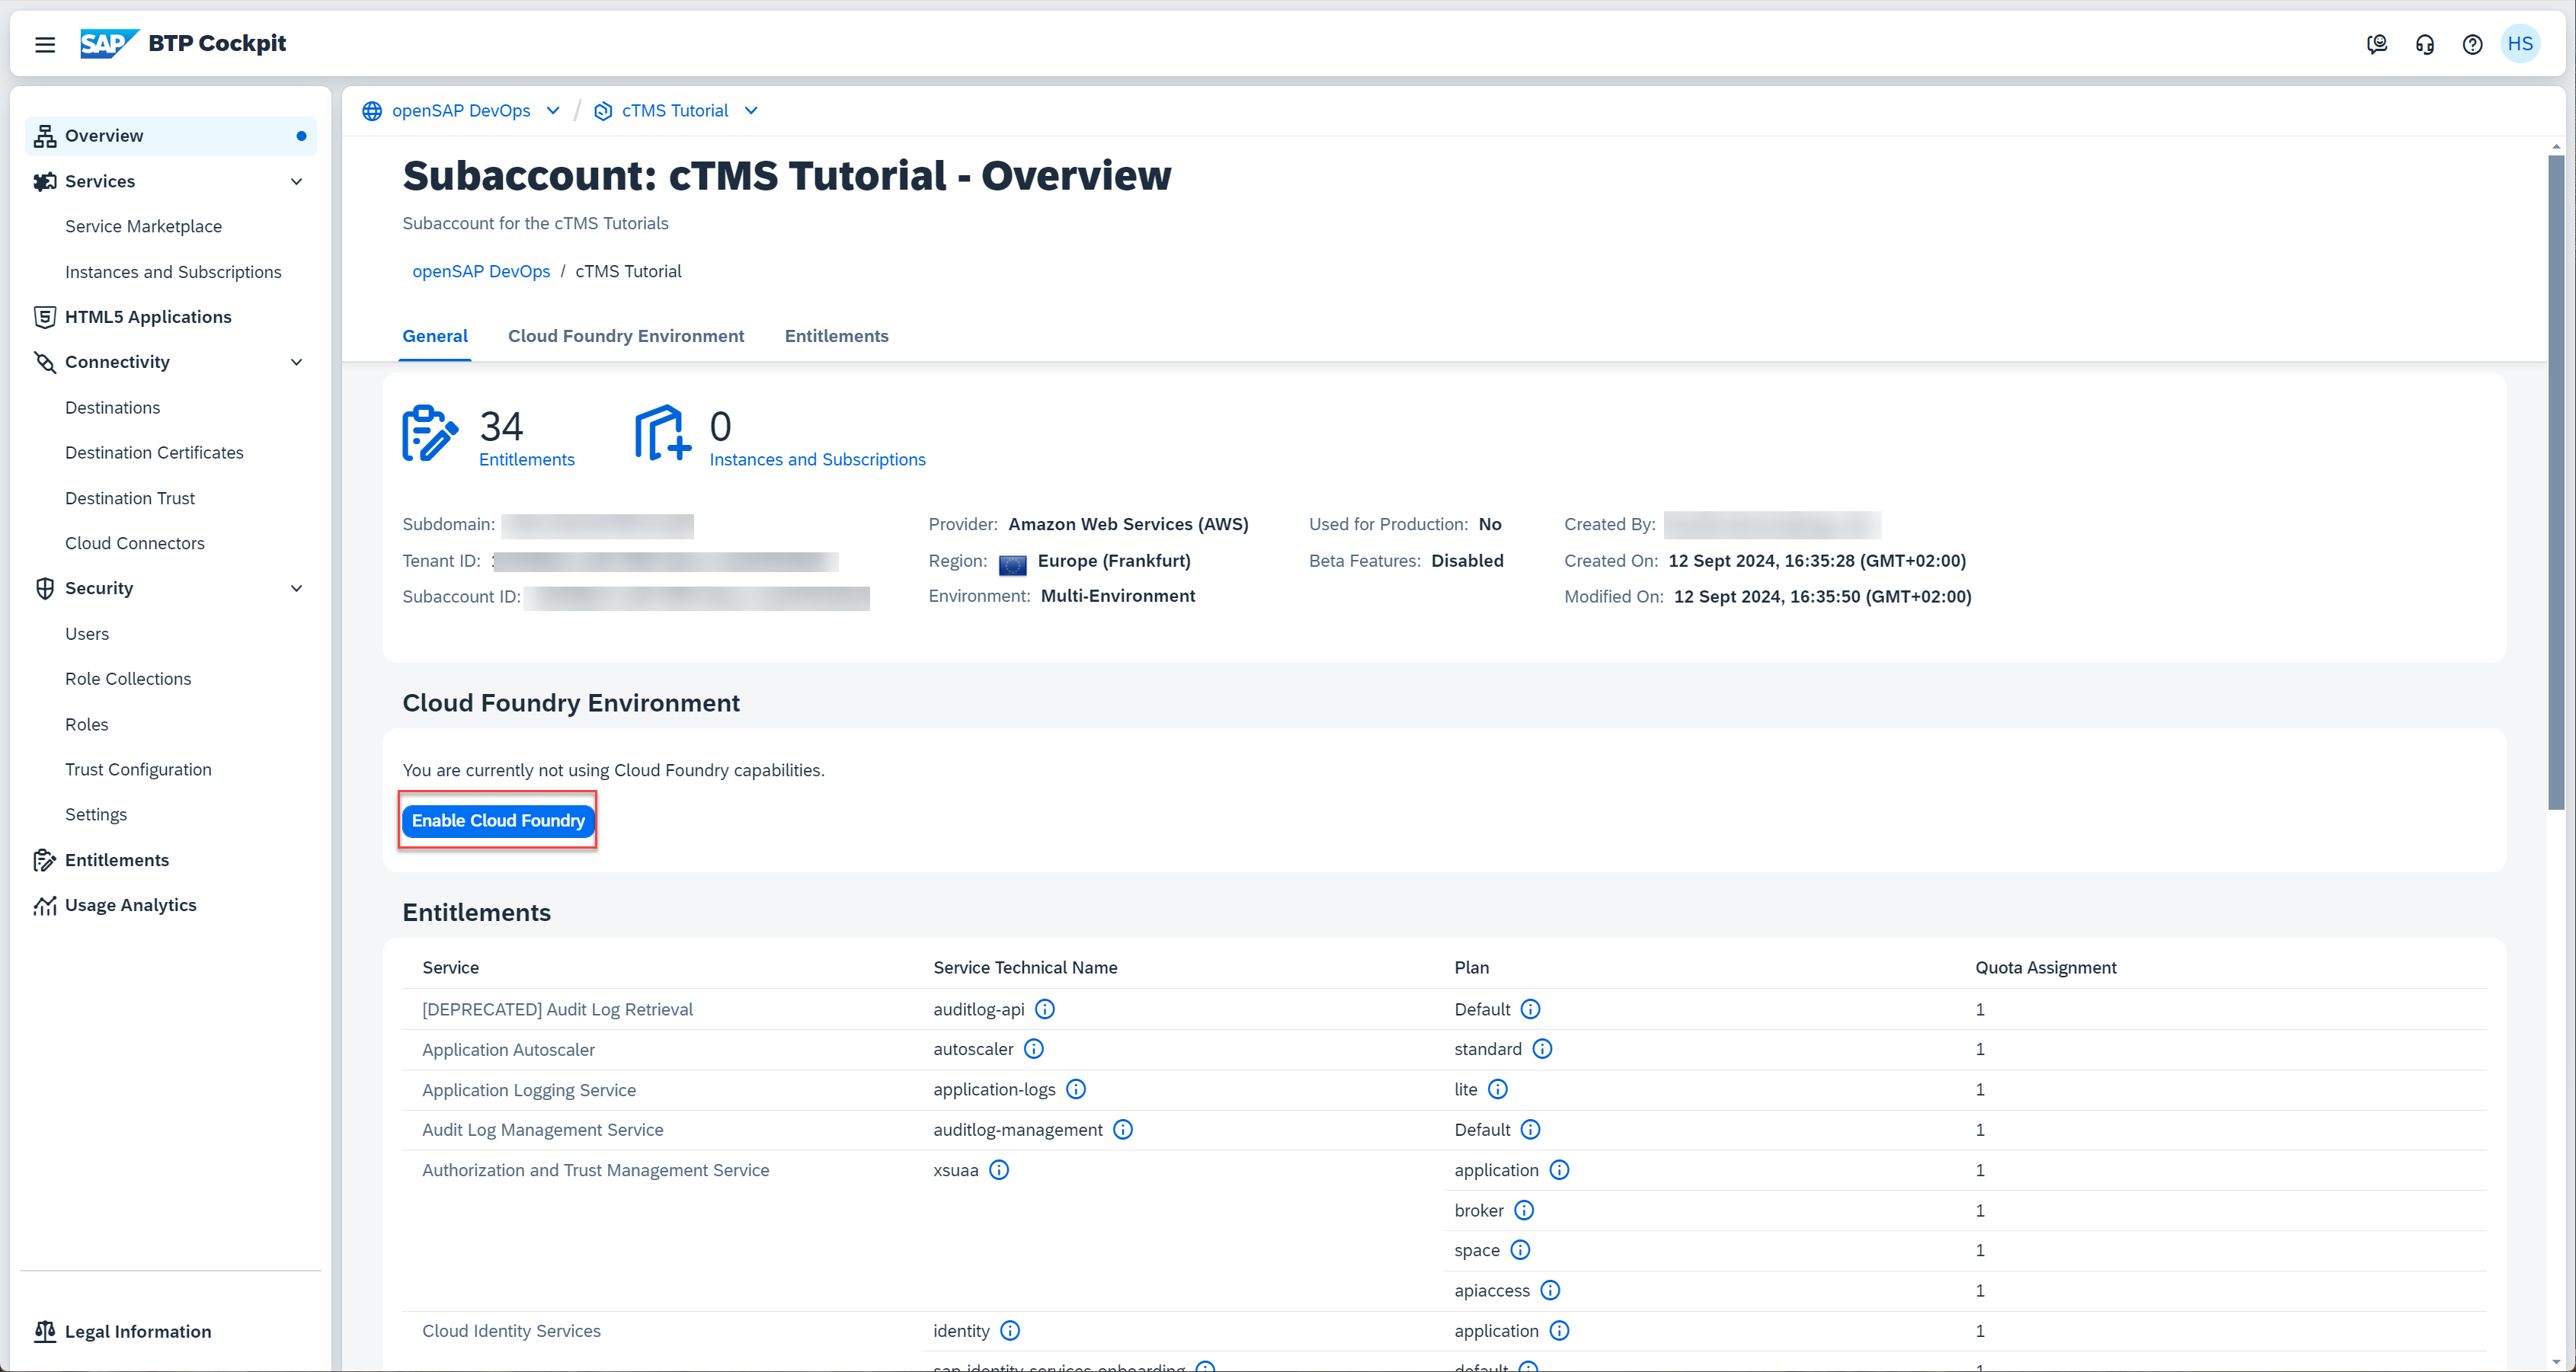 SAP BTP Cockpit
HS
Overview
Services
Service Marketplace
Instances and Subscriptions
HTML5 Applications
Connectivity
Destinations
Destination Certificates
Destination Trust
Cloud Connectors
Security
Users
Role Collections
Roles
Trust Configuration
Settings
Entitlements
Usage Analytics
Legal Information
openSAP DevOps / cTMS Tutorial
Subaccount: cTMS Tutorial - Overview
Subaccount for the cTMS Tutorials
openSAP DevOps / cTMS Tutorial
General Cloud Foundry Environment Entitlements
34 0
Entitlements Instances and Subscriptions
Subdomain: Provider: Amazon Web Services (AWS) Used for Production: No Created By:
Tenant ID: Region: Europe (Frankfurt) Beta Features: Disabled Created On: 12 Sept 2024, 16:35:28 (GMT+02:00)
Subaccount ID: Environment: Multi-Environment Modified On: 12 Sept 2024, 16:35:50 (GMT+02:00)
Cloud Foundry Environment
You are currently not using Cloud Foundry capabilities.
Enable Cloud Foundry
Entitlements
Service Service Technical Name Plan Quota Assignment
[DEPRECATED] Audit Log Retrieval auditlog-api Default 1
Application Autoscaler autoscaler standard 1
Application Logging Service application-logs lite 1
Audit Log Management Service auditlog-management Default 1
Authorization and Trust Management Service xsuaa application 1
broker 1
space 1
apiaccess 1
Cloud Identity Services identity application 1
sap-identity-services-onboarding default 1